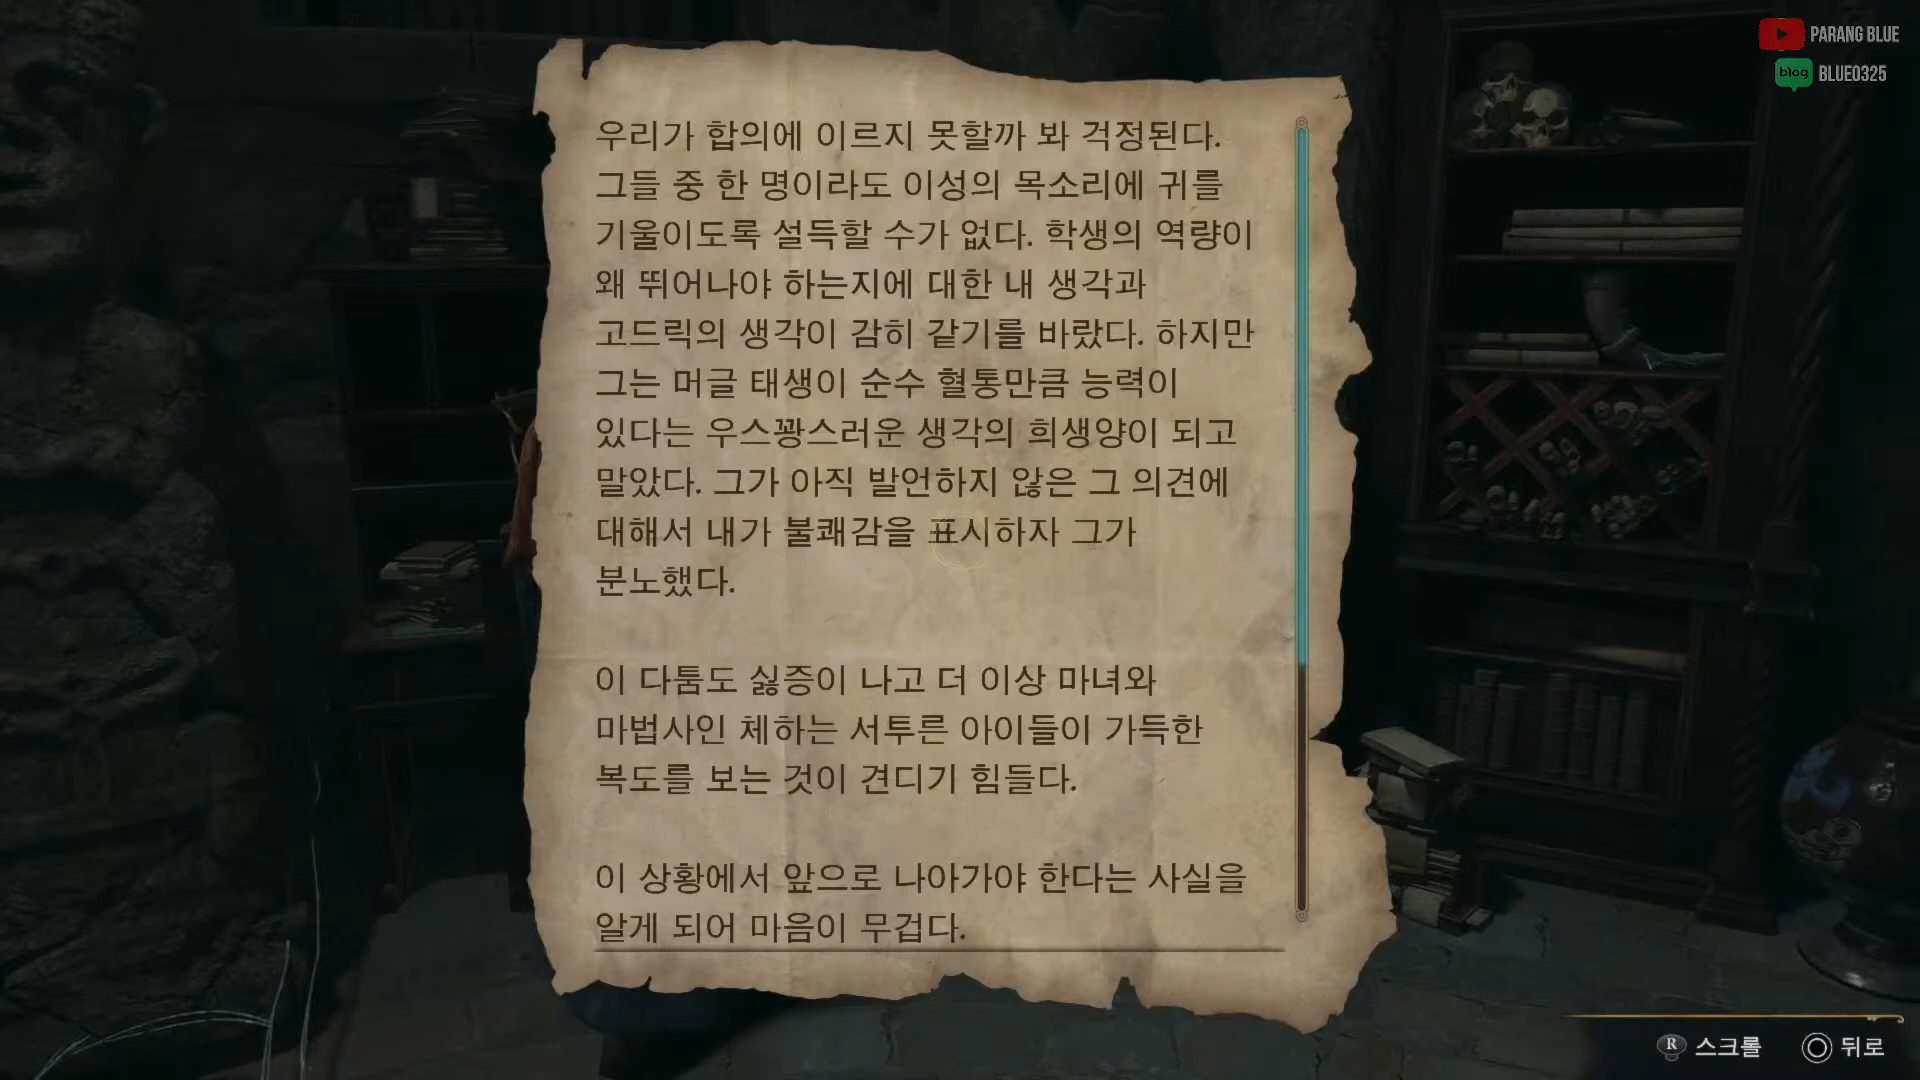 PARANG BLUE
blog BLUE0325
우리가 합의에 이르지 못할까 봐 걱정된다.
그들 중 한 명이라도 이성의 목소리에 귀를
기울이도록 설득할 수가 없다. 학생의 역량이
왜 뛰어나야 하는지에 대한 내 생각과
고드릭의 생각이 감히 같기를 바랐다. 하지만
그는 머글 태생이 순수 혈통만큼 능력이
있다는 우스꽝스러운 생각의 희생양이 되고
말았다. 그가 아직 발언하지 않은 그 의견에
대해서 내가 불쾌감을 표시하자 그가
분노했다.
이 다툼도 싫증이 나고 더 이상 마녀와
마법사인 체하는 서투른 아이들이 가득한
복도를 보는 것이 견디기 힘들다.
이 상황에서 앞으로 나아가야 한다는 사실을
알게 되어 마음이 무겁다.
R 스크롤 뒤로